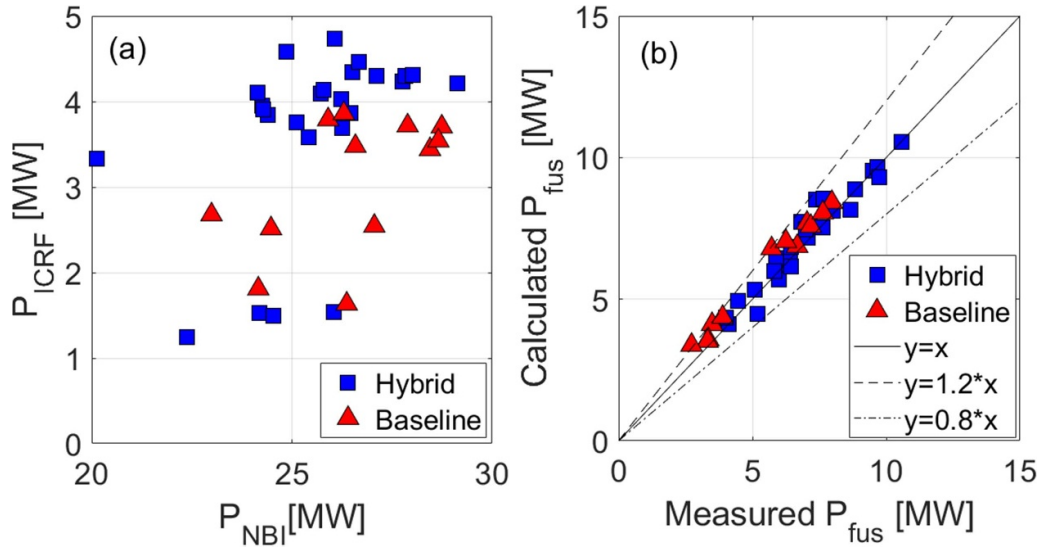 (a)
P_ICRF [MW]
5
4
3
2
1
0
20
25
30
P_NBI[MW]
Hybrid
Baseline
(b)
Calculated P_fus [MW]
15
10
5
0
0
5
10
15
Measured P_fus [MW]
Hybrid
Baseline
y=x
y=1.2*x
y=0.8*x